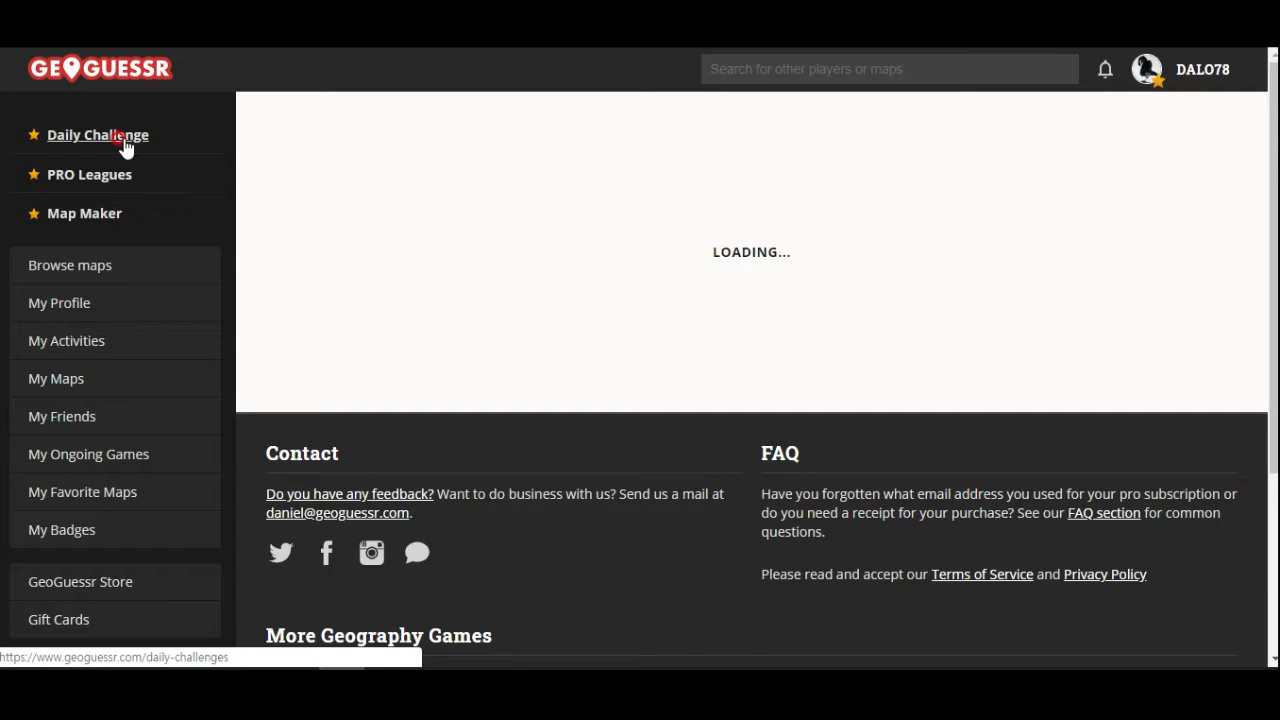 GEOGUESSR
Search for other players or maps
DALO78
Daily Challenge
PRO Leagues
Map Maker
Browse maps
My Profile
My Activities
My Maps
My Friends
My Ongoing Games
My Favorite Maps
My Badges
GeoGuessr Store
Gift Cards
LOADING...
Contact
Do you have any feedback? Want to do business with us? Send us a mail at
daniel@geoguessr.com.
FAQ
Have you forgotten what email address you used for your pro subscription or
do you need a receipt for your purchase? See our FAQ section for common
questions.
Please read and accept our Terms of Service and Privacy Policy
More Geography Games
https://www.geoguessr.com/daily-challenges